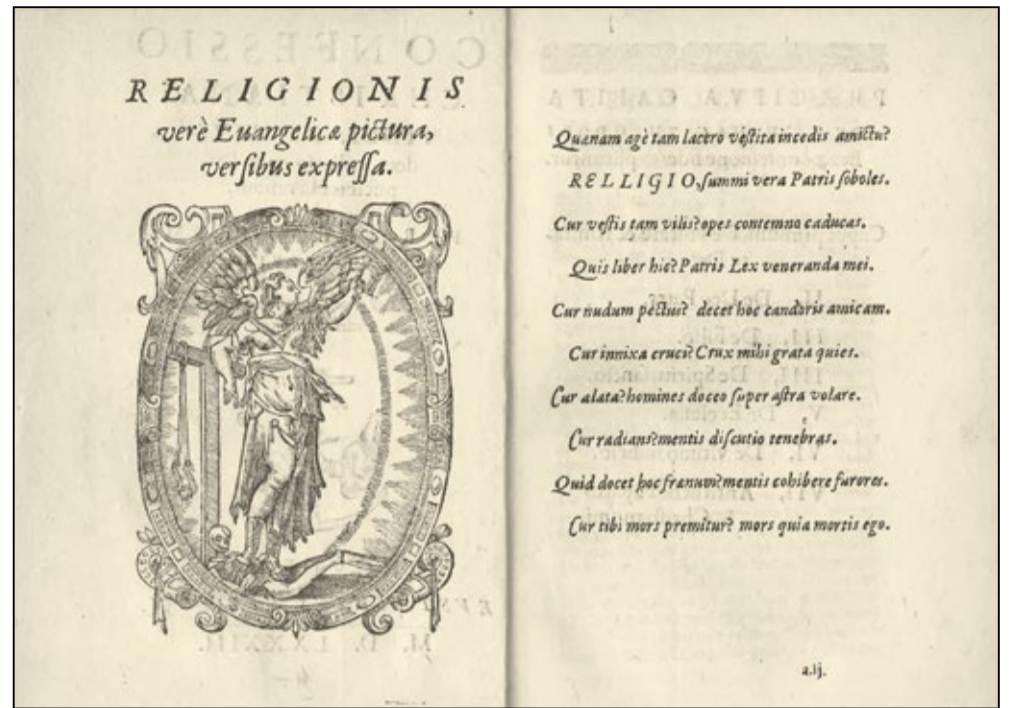 RELIGIONIS
verè Euangelicæ pictura,
versibus expressa.
Quænam agè tam lacero vestita incedis amictu?
RELLIGIO, summi vera Patris soboles.
Cur vestis tam vilis? opes contemno caducas.
Quis liber hic? Patris Lex veneranda mei.
Cur nudum pectus? decet hoc candoris amicam.
Cur innixa cruci? Crux mihi grata quies.
Cur alata? homines doceo super astra volare.
Cur radians? mentis discutio tenebras.
Quid docet hoc frænum? mentis cohibere furores.
Cur tibi mors premitur? mors quia mortis ego.
a.ij.